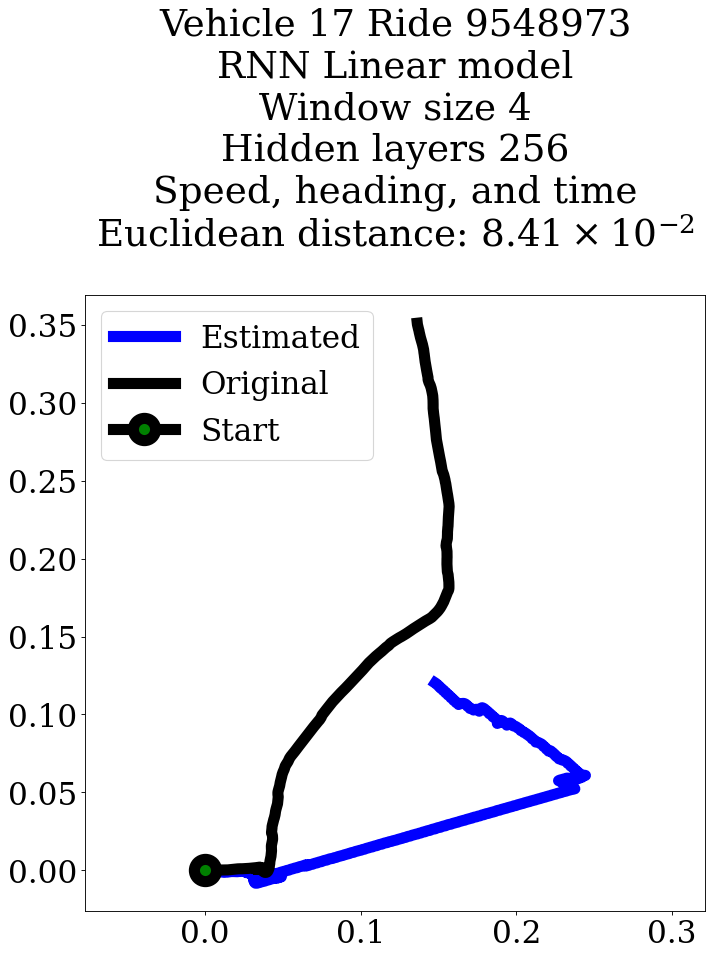 Vehicle 17 Ride 9548973
RNN Linear model
Window size 4
Hidden layers 256
Speed, heading, and time
Euclidean distance: 8.41 × 10⁻²
Estimated
Original
Start
0.35
0.30
0.25
0.20
0.15
0.10
0.05
0.00
0.0 0.1 0.2 0.3